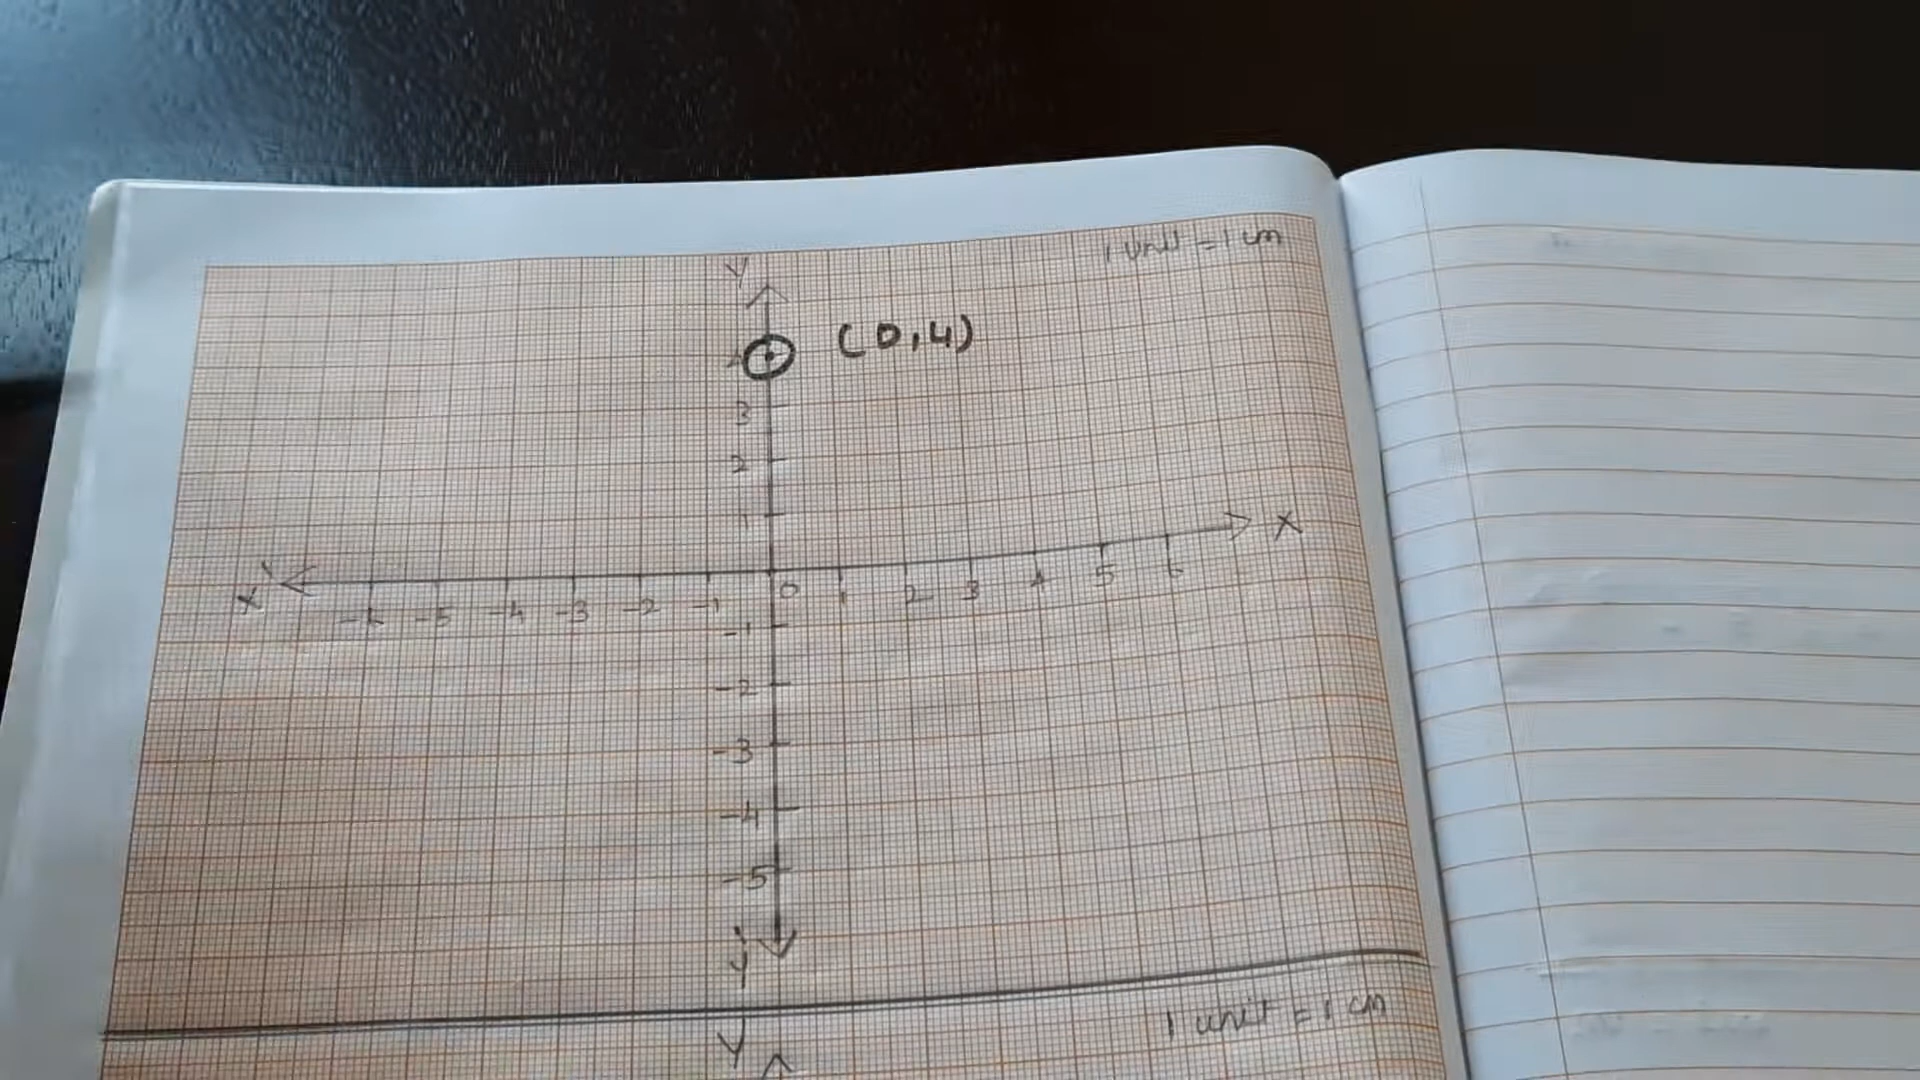 1 unit = 1 cm
Y
(0,4)
4
3
2
1
X' -6 -5 -4 -3 -2 -1 0 1 2 3 4 5 6 X
-1
-2
-3
-4
-5
Y'
1 unit = 1 cm
Y